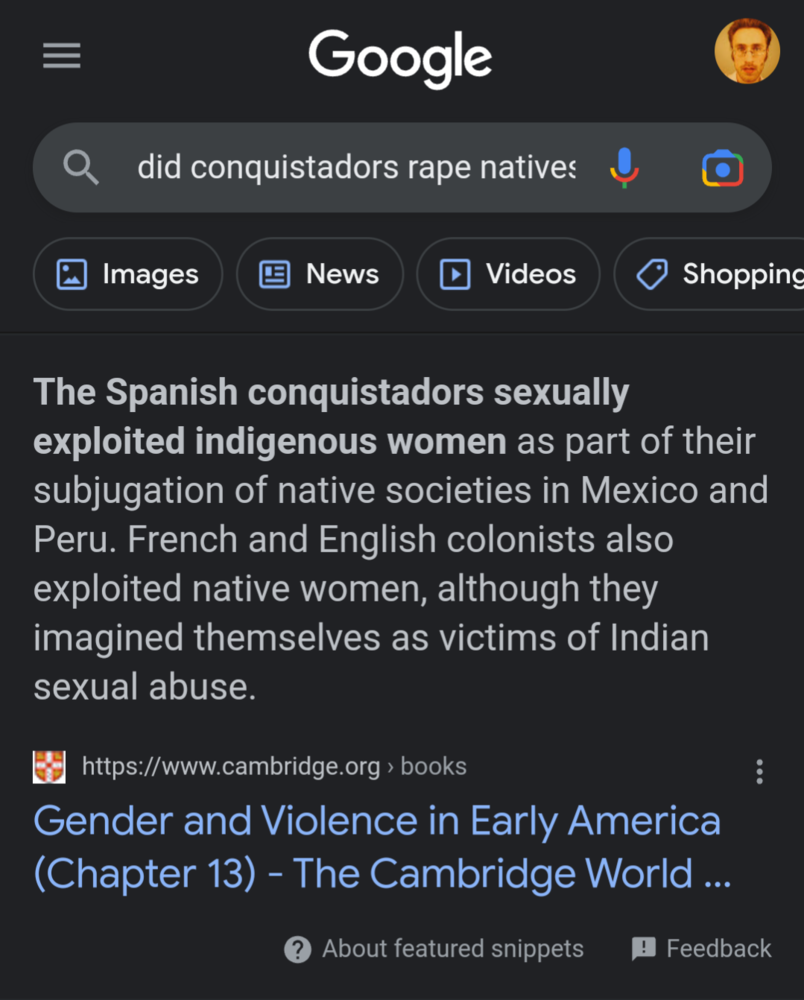 Google
did conquistadors rape natives
Images News Videos Shopping
The Spanish conquistadors sexually
exploited indigenous women as part of their
subjugation of native societies in Mexico and
Peru. French and English colonists also
exploited native women, although they
imagined themselves as victims of Indian
sexual abuse.
https://www.cambridge.org › books
Gender and Violence in Early America
(Chapter 13) - The Cambridge World ...
About featured snippets Feedback